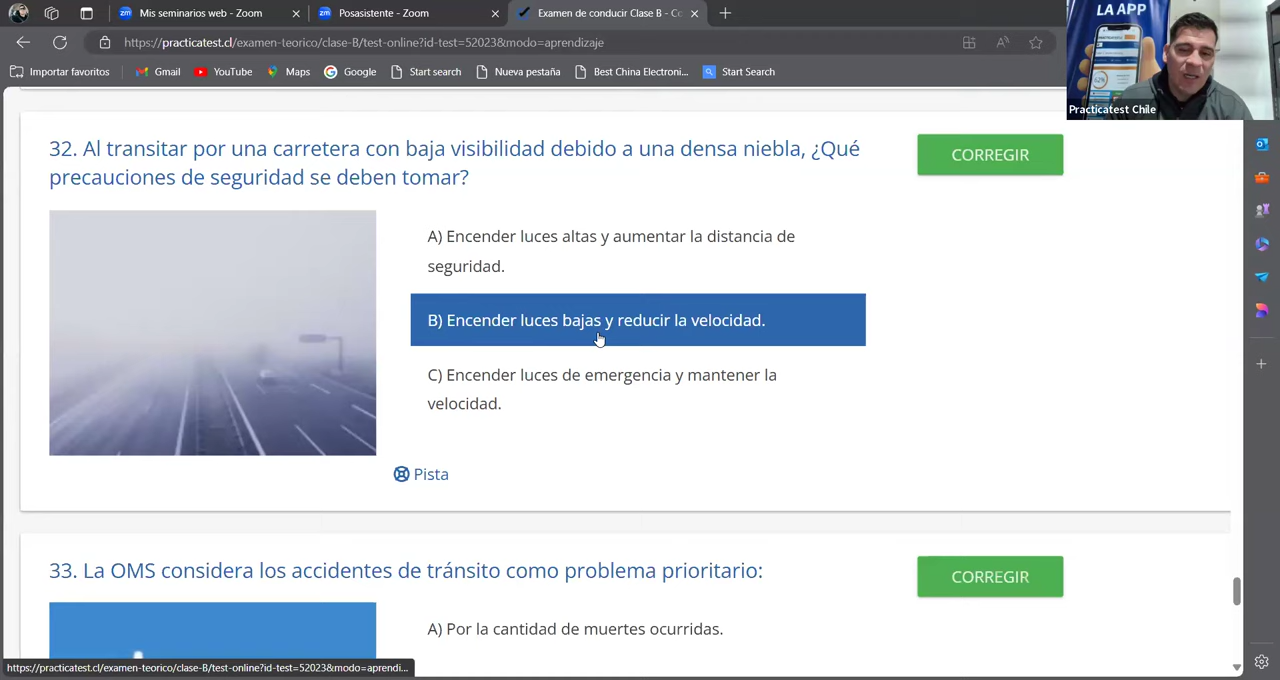 Mis seminarios web - Zoom
Posasistente - Zoom
Examen de conducir Clase B - Co
https://practicatest.cl/examen-teorico/clase-B/test-online?id-test=52023&modo=aprendizaje
Importar favoritos
Gmail
YouTube
Maps
Google
Start search
Nueva pestaña
Best China Electroni...
Start Search
LA APP
Practicatest Chile
32. Al transitar por una carretera con baja visibilidad debido a una densa niebla, ¿Qué
precauciones de seguridad se deben tomar?
CORREGIR
A) Encender luces altas y aumentar la distancia de
seguridad.
B) Encender luces bajas y reducir la velocidad.
C) Encender luces de emergencia y mantener la
velocidad.
Pista
33. La OMS considera los accidentes de tránsito como problema prioritario:
CORREGIR
A) Por la cantidad de muertes ocurridas.
https://practicatest.cl/examen-teorico/clase-B/test-online?id-test=52023&modo=aprendi...